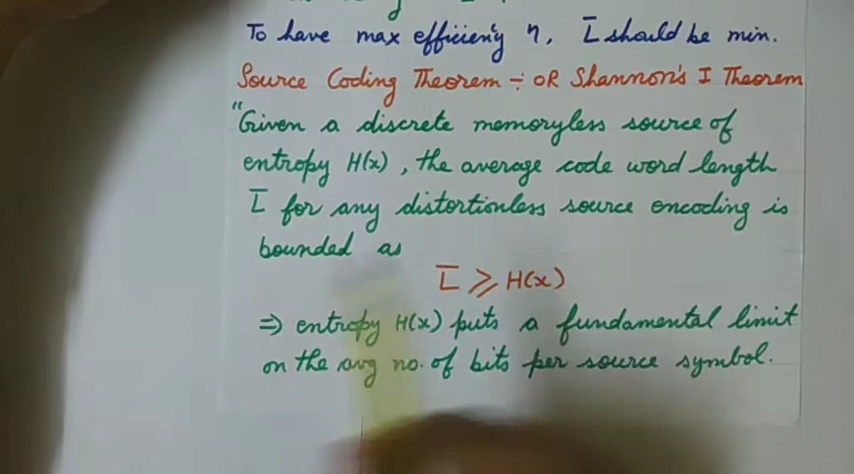 To have max efficiency η, L̅ should be min.
Source Coding Theorem ÷ OR Shannon's I Theorem
"Given a discrete memoryless source of
entropy H(x), the average code word length
L̅ for any distortionless source encoding is
bounded as
L̅ ⩾ H(x)
⇒ entropy H(x) puts a fundamental limit
on the avg no. of bits per source symbol.